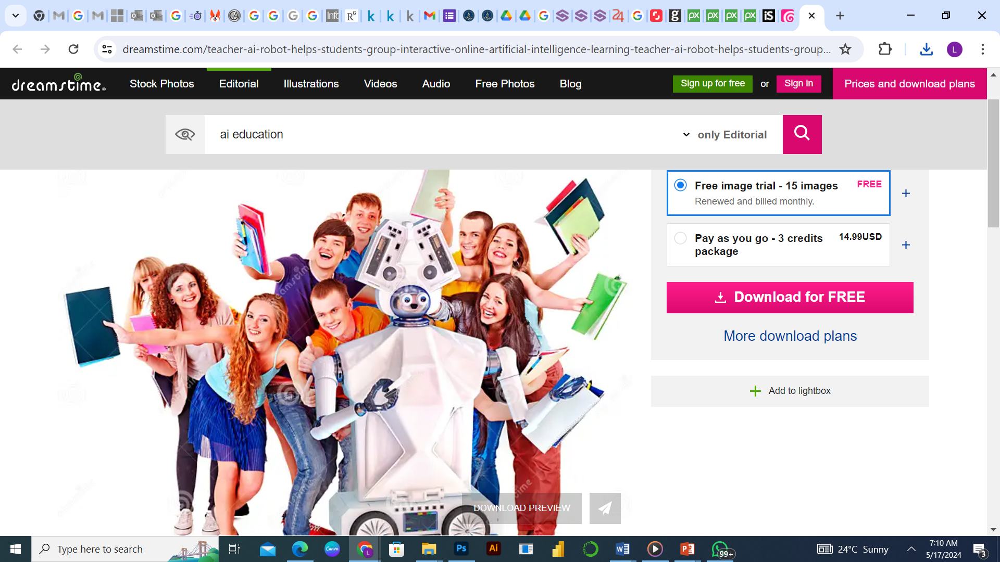 dreamstime.com/teacher-ai-robot-helps-students-group-interactive-online-artificial-intelligence-learning-teacher-ai-robot-helps-students-group...
L
dreamstime®
Stock Photos
Editorial
Illustrations
Videos
Audio
Free Photos
Blog
Sign up for free
or
Sign in
Prices and download plans
ai education
only Editorial
Free image trial - 15 images
FREE
Renewed and billed monthly.
Pay as you go - 3 credits
package
14.99USD
Download for FREE
More download plans
Add to lightbox
DOWNLOAD PREVIEW
Type here to search
Canva
L
Ps
Ai
99+
24°C Sunny
7:10 AM
5/17/2024
3